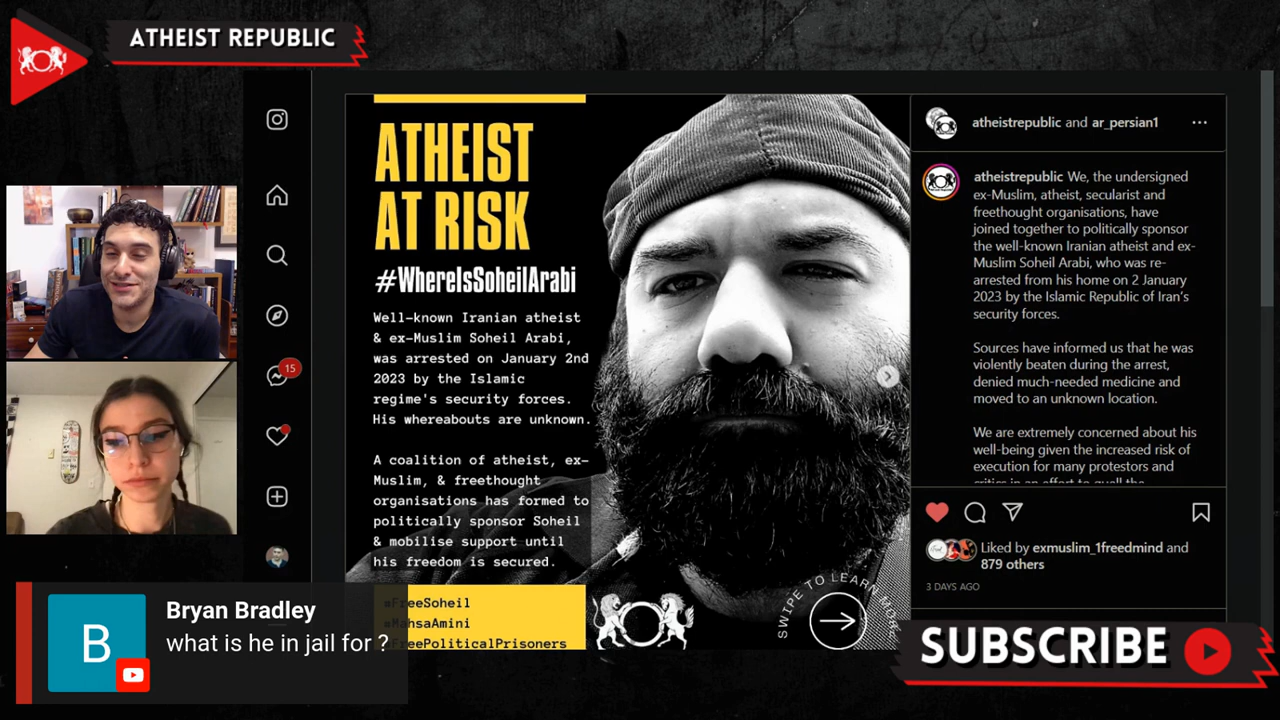 ATHEIST REPUBLIC
ATHEIST
AT RISK
#WhereIsSoheilArabi
Well-known Iranian atheist
& ex-Muslim Soheil Arabi,
was arrested on January 2nd
2023 by the Islamic
regime's security forces.
His whereabouts are unknown.
A coalition of atheist, ex-
Muslim, & freethought
organisations has formed to
politically sponsor Soheil
& mobilise support until
his freedom is secured.
#FreeSoheil
#MahsaAmini
#FreePoliticalPrisoners
SWIPE TO LEARN MORE
atheistrepublic and ar_persian1
atheistrepublic We, the undersigned
ex-Muslim, atheist, secularist and
freethought organisations, have
joined together to politically sponsor
the well-known Iranian atheist and ex-
Muslim Soheil Arabi, who was re-
arrested from his home on 2 January
2023 by the Islamic Republic of Iran's
security forces.
Sources have informed us that he was
violently beaten during the arrest,
denied much-needed medicine and
moved to an unknown location.
We are extremely concerned about his
well-being given the increased risk of
execution for many protestors and
critics in an effort to quell the
Liked by exmuslim_1freedmind and
879 others
3 DAYS AGO
15
B
Bryan Bradley
what is he in jail for ?
SUBSCRIBE